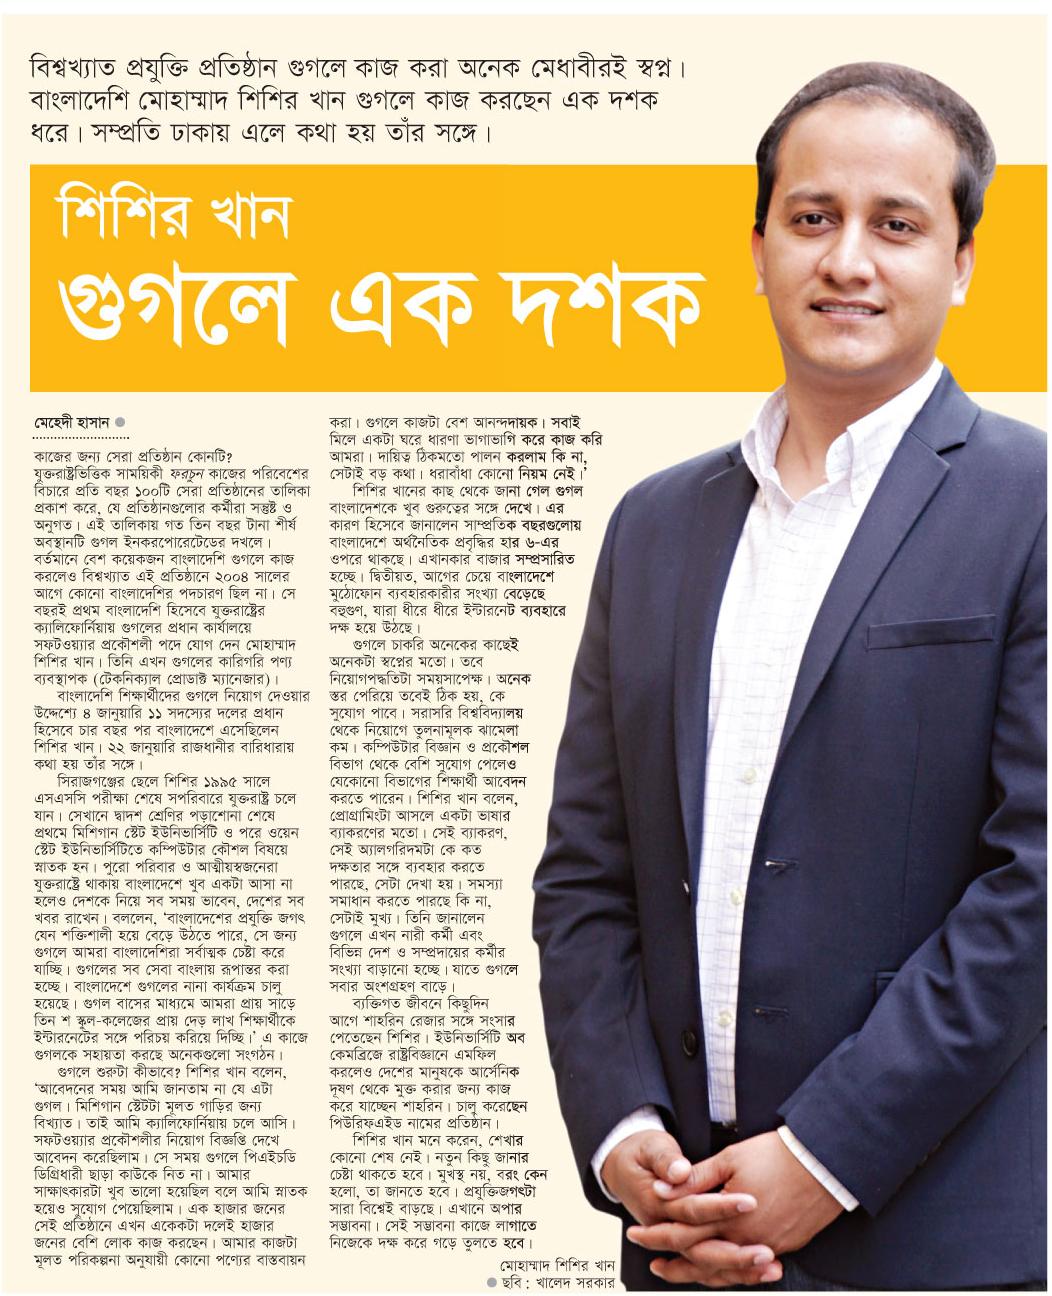 বিশ্বখ্যাত প্রযুক্তি প্রতিষ্ঠান গুগলে কাজ করা অনেক মেধাবীরই স্বপ্ন।
বাংলাদেশি মোহাম্মাদ শিশির খান গুগলে কাজ করছেন এক দশক
ধরে। সম্প্রতি ঢাকায় এলে কথা হয় তাঁর সঙ্গে।
শিশির খান
গুগলে এক দশক
মেহেদী হাসান ●
কাজের জন্য সেরা প্রতিষ্ঠান কোনটি?
যুক্তরাষ্ট্রভিত্তিক সাময়িকী ফরচুন কাজের পরিবেশের
বিচারে প্রতি বছর ১০০টি সেরা প্রতিষ্ঠানের তালিকা
প্রকাশ করে, যে প্রতিষ্ঠানগুলোর কর্মীরা সন্তুষ্ট ও
অনুগত। এই তালিকায় গত তিন বছর টানা শীর্ষ
অবস্থানটি গুগল ইনকরপোরেটেডের দখলে।
বর্তমানে বেশ কয়েকজন বাংলাদেশি গুগলে কাজ
করলেও বিশ্বখ্যাত এই প্রতিষ্ঠানে ২০০৪ সালের
আগে কোনো বাংলাদেশির পদচারণ ছিল না। সে
বছরই প্রথম বাংলাদেশি হিসেবে যুক্তরাষ্ট্রের
ক্যালিফোর্নিয়ায় গুগলের প্রধান কার্যালয়ে
সফটওয়্যার প্রকৌশলী পদে যোগ দেন মোহাম্মাদ
শিশির খান। তিনি এখন গুগলের কারিগরি পণ্য
ব্যবস্থাপক (টেকনিক্যাল প্রোডাক্ট ম্যানেজার)।
বাংলাদেশি শিক্ষার্থীদের গুগলে নিয়োগ দেওয়ার
উদ্দেশ্যে ৪ জানুয়ারি ১১ সদস্যের দলের প্রধান
হিসেবে চার বছর পর বাংলাদেশে এসেছিলেন
শিশির খান। ২২ জানুয়ারি রাজধানীর বারিধারায়
কথা হয় তাঁর সঙ্গে।
সিরাজগঞ্জের ছেলে শিশির ১৯৯৫ সালে
এসএসসি পরীক্ষা শেষে সপরিবারে যুক্তরাষ্ট্র চলে
যান। সেখানে দ্বাদশ শ্রেণির পড়াশোনা শেষে
প্রথমে মিশিগান স্টেট ইউনিভার্সিটি ও পরে ওয়েন
স্টেট ইউনিভার্সিটিতে কম্পিউটার কৌশল বিষয়ে
স্নাতক হন। পুরো পরিবার ও আত্মীয়স্বজনেরা
যুক্তরাষ্ট্রে থাকায় বাংলাদেশে খুব একটা আসা না
হলেও দেশকে নিয়ে সব সময় ভাবেন, দেশের সব
খবর রাখেন। বললেন, ‘বাংলাদেশের প্রযুক্তি জগৎ
যেন শক্তিশালী হয়ে বেড়ে উঠতে পারে, সে জন্য
গুগলে আমরা বাংলাদেশিরা সর্বাত্মক চেষ্টা করে
যাচ্ছি। গুগলের সব সেবা বাংলায় রূপান্তর করা
হচ্ছে। বাংলাদেশে গুগলের নানা কার্যক্রম চালু
হয়েছে। গুগল বাসের মাধ্যমে আমরা প্রায় সাড়ে
তিন শ স্কুল-কলেজের প্রায় দেড় লাখ শিক্ষার্থীকে
ইন্টারনেটের সঙ্গে পরিচয় করিয়ে দিচ্ছি।’ এ কাজে
গুগলকে সহায়তা করছে অনেকগুলো সংগঠন।
গুগলে শুরুটা কীভাবে? শিশির খান বলেন,
‘আবেদনের সময় আমি জানতাম না যে এটা
গুগল। মিশিগান স্টেটটা মূলত গাড়ির জন্য
বিখ্যাত। তাই আমি ক্যালিফোর্নিয়ায় চলে আসি।
সফটওয়্যার প্রকৌশলীর নিয়োগ বিজ্ঞপ্তি দেখে
আবেদন করেছিলাম। সে সময় গুগলে পিএইচডি
ডিগ্রিধারী ছাড়া কাউকে নিত না। আমার
সাক্ষাৎকারটা খুব ভালো হয়েছিল বলে আমি স্নাতক
হয়েও সুযোগ পেয়েছিলাম। এক হাজার জনের
সেই প্রতিষ্ঠানে এখন একেকটা দলেই হাজার
জনের বেশি লোক কাজ করছেন। আমার কাজটা
মূলত পরিকল্পনা অনুযায়ী কোনো পণ্যের বাস্তবায়ন
করা। গুগলে কাজটা বেশ আনন্দদায়ক। সবাই
মিলে একটা ঘরে ধারণা ভাগাভাগি করে কাজ করি
আমরা। দায়িত্ব ঠিকমতো পালন করলাম কি না,
সেটাই বড় কথা। ধরাবাঁধা কোনো নিয়ম নেই।’
শিশির খানের কাছ থেকে জানা গেল গুগল
বাংলাদেশকে খুব গুরুত্বের সঙ্গে দেখে। এর
কারণ হিসেবে জানালেন সাম্প্রতিক বছরগুলোয়
বাংলাদেশে অর্থনৈতিক প্রবৃদ্ধির হার ৬-এর
ওপরে থাকছে। এখানকার বাজার সম্প্রসারিত
হচ্ছে। দ্বিতীয়ত, আগের চেয়ে বাংলাদেশে
মুঠোফোন ব্যবহারকারীর সংখ্যা বেড়েছে
বহুগুণ, যারা ধীরে ধীরে ইন্টারনেট ব্যবহারে
দক্ষ হয়ে উঠছে।
গুগলে চাকরি অনেকের কাছেই
অনেকটা স্বপ্নের মতো। তবে
নিয়োগপদ্ধতিটা সময়সাপেক্ষ। অনেক
স্তর পেরিয়ে তবেই ঠিক হয়, কে
সুযোগ পাবে। সরাসরি বিশ্ববিদ্যালয়
থেকে নিয়োগে তুলনামূলক ঝামেলা
কম। কম্পিউটার বিজ্ঞান ও প্রকৌশল
বিভাগ থেকে বেশি সুযোগ পেলেও
যেকোনো বিভাগের শিক্ষার্থী আবেদন
করতে পারেন। শিশির খান বলেন,
প্রোগ্রামিংটা আসলে একটা ভাষার
ব্যাকরণের মতো। সেই ব্যাকরণ,
সেই অ্যালগরিদমটা কে কত
দক্ষতার সঙ্গে ব্যবহার করতে
পারছে, সেটা দেখা হয়। সমস্যা
সমাধান করতে পারছে কি না,
সেটাই মুখ্য। তিনি জানালেন
গুগলে এখন নারী কর্মী এবং
বিভিন্ন দেশ ও সম্প্রদায়ের কর্মীর
সংখ্যা বাড়ানো হচ্ছে। যাতে গুগলে
সবার অংশগ্রহণ বাড়ে।
ব্যক্তিগত জীবনে কিছুদিন
আগে শাহরিন রেজার সঙ্গে সংসার
পেতেছেন শিশির। ইউনিভার্সিটি অব
কেমব্রিজে রাষ্ট্রবিজ্ঞানে এমফিল
করলেও দেশের মানুষকে আর্সেনিক
দূষণ থেকে মুক্ত করার জন্য কাজ
করে যাচ্ছেন শাহরিন। চালু করেছেন
পিউরিফএইড নামের প্রতিষ্ঠান।
শিশির খান মনে করেন, শেখার
কোনো শেষ নেই। নতুন কিছু জানার
চেষ্টা থাকতে হবে। মুখস্থ নয়, বরং কেন
হলো, তা জানতে হবে। প্রযুক্তিজগৎটা
সারা বিশ্বেই বাড়ছে। এখানে অপার
সম্ভাবনা। সেই সম্ভাবনা কাজে লাগাতে
নিজেকে দক্ষ করে গড়ে তুলতে হবে।
মোহাম্মাদ শিশির খান
● ছবি : খালেদ সরকার